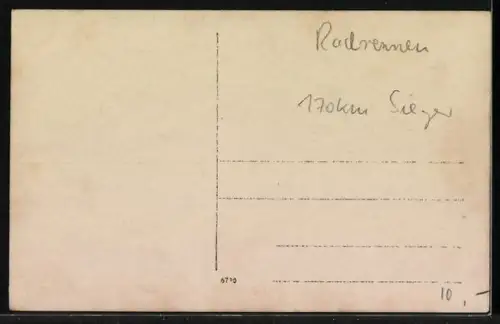 Radrennen
170km Sieger
10,-